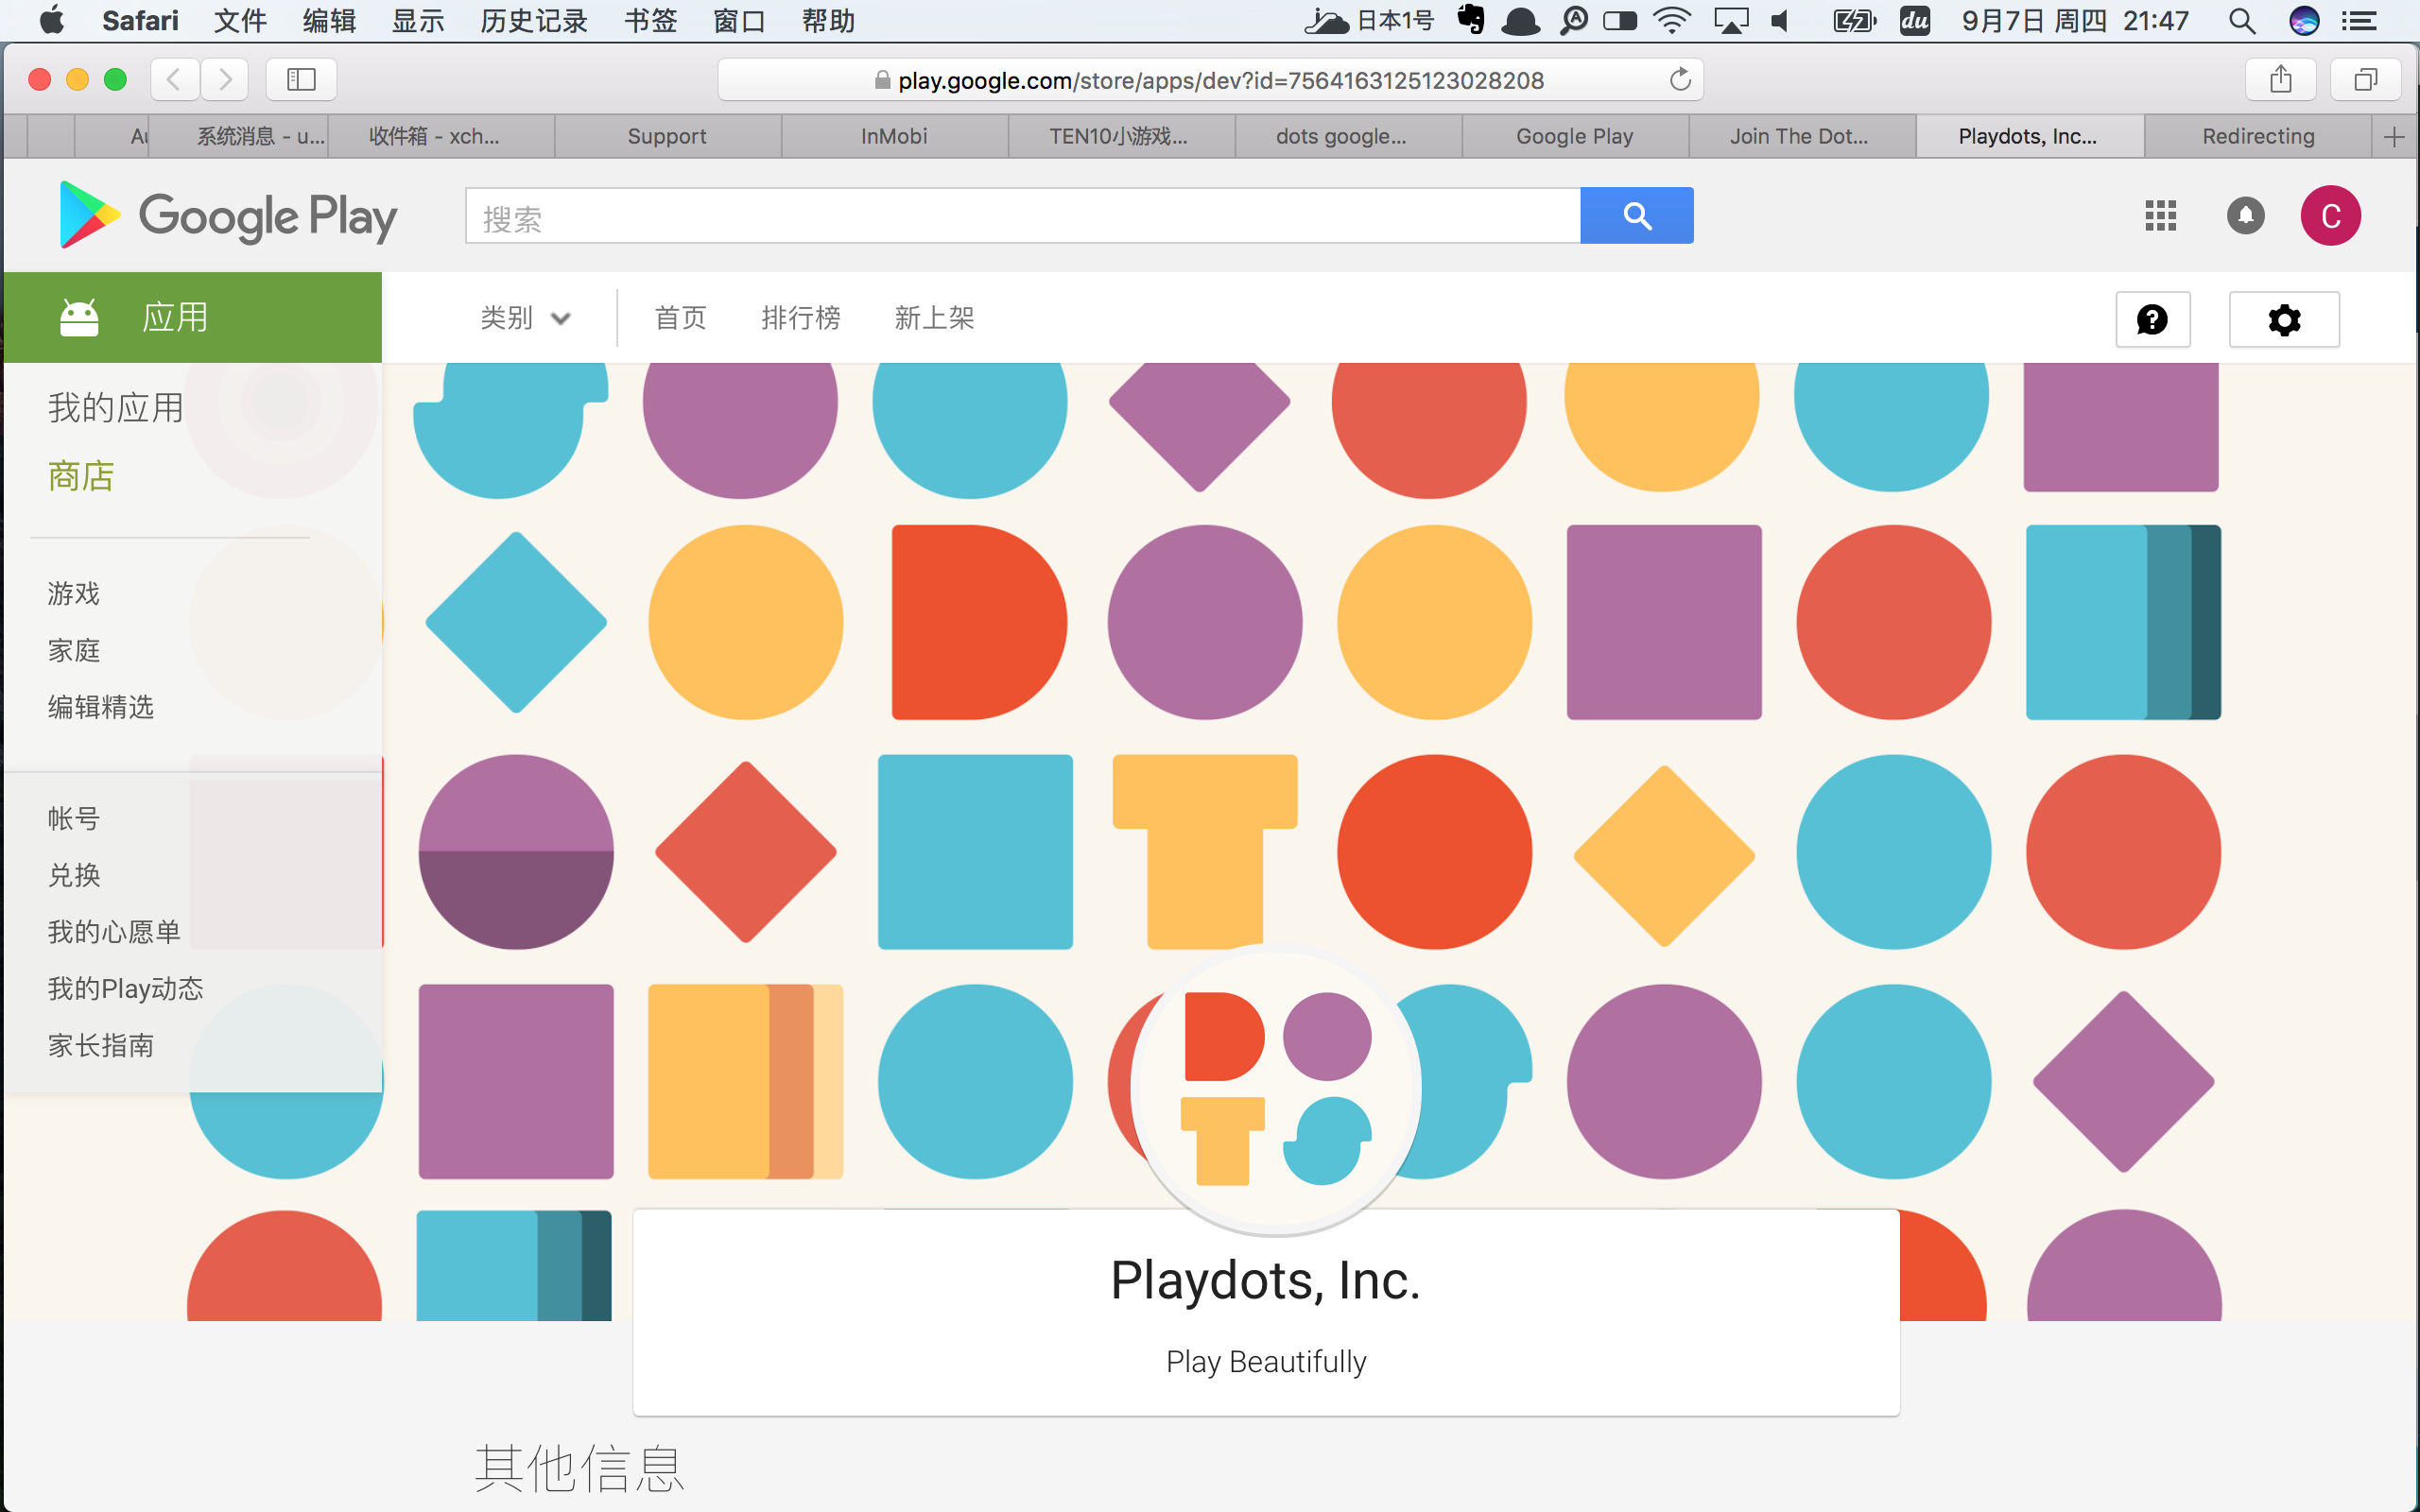 Safari 文件 编辑 显示 历史记录 书签 窗口 帮助 日本1号 du 9月7日 周四 21:47
play.google.com/store/apps/dev?id=7564163125123028208
系统消息 - u... 收件箱 - xch... Support InMobi TEN10小游戏... dots google... Google Play Join The Dot... Playdots, Inc... Redirecting
Google Play 搜索 C
应用 类别 首页 排行榜 新上架
我的应用
商店
游戏
家庭
编辑精选
帐号
兑换
我的心愿单
我的Play动态
家长指南
Playdots, Inc.
Play Beautifully
其他信息